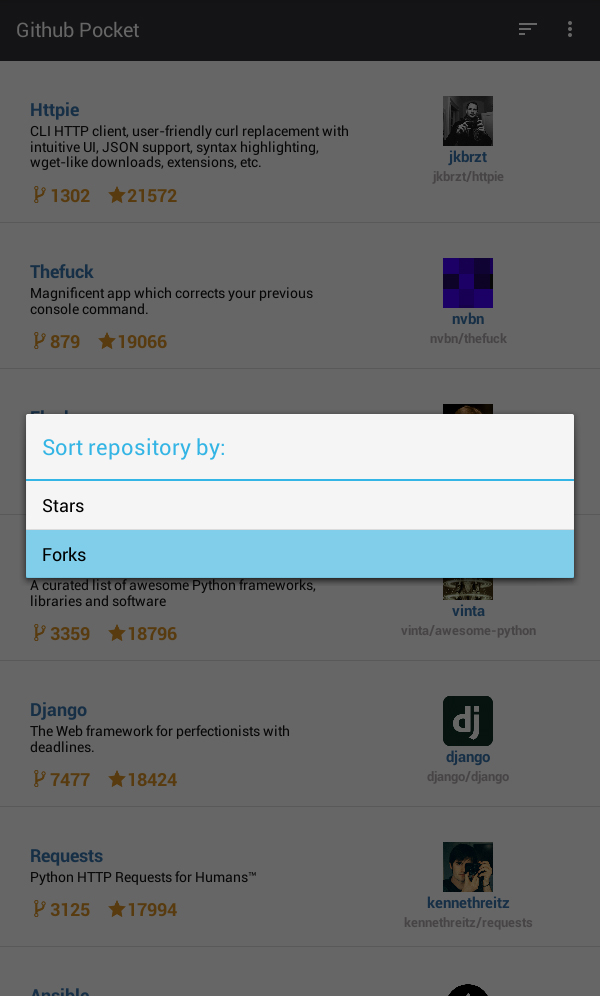 Github Pocket
Httpie
CLI HTTP client, user-friendly curl replacement with
intuitive UI, JSON support, syntax highlighting,
wget-like downloads, extensions, etc.
1302 21572
jkbrzt
jkbrzt/httpie
Thefuck
Magnificent app which corrects your previous
console command.
879 19066
nvbn
nvbn/thefuck
Sort repository by:
Stars
Forks
A curated list of awesome Python frameworks,
libraries and software
3359 18796
vinta
vinta/awesome-python
Django
The Web framework for perfectionists with
deadlines.
7477 18424
dj
django
django/django
Requests
Python HTTP Requests for Humans™
3125 17994
kennethreitz
kennethreitz/requests
Ansible